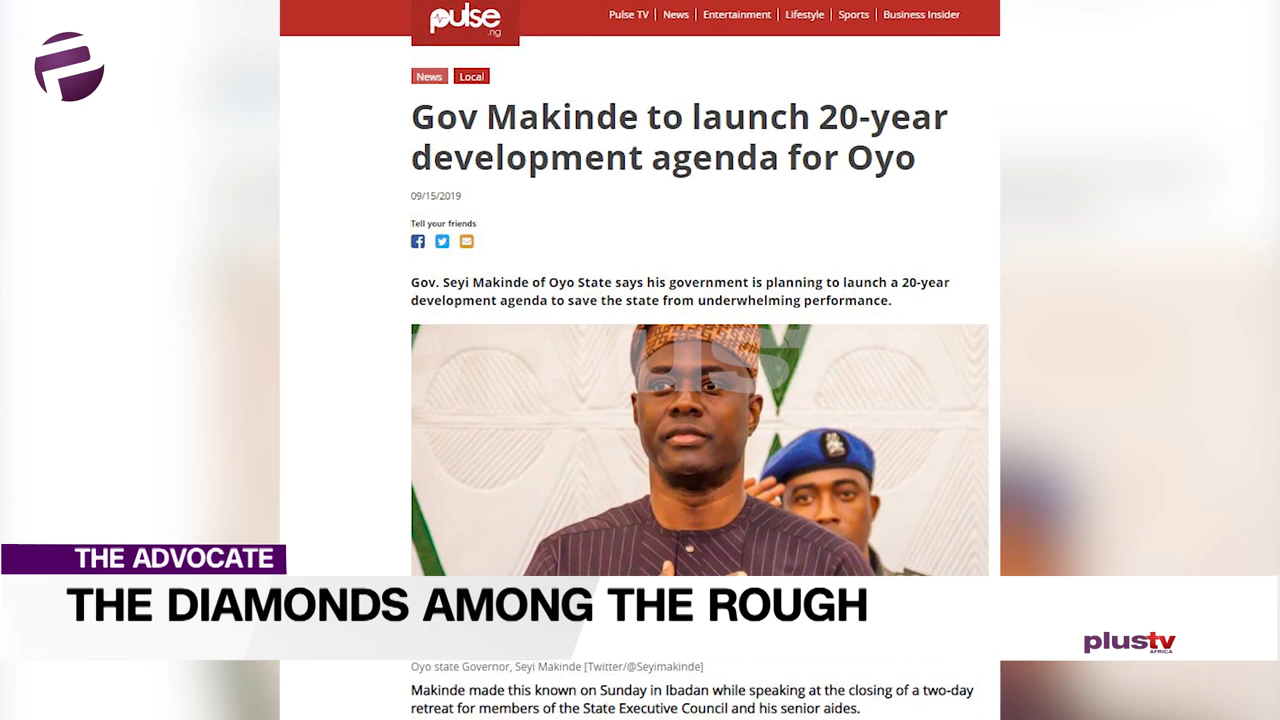 pulse
.ng
Pulse TV | News | Entertainment | Lifestyle | Sports | Business Insider
News Local
Gov Makinde to launch 20-year
development agenda for Oyo
09/15/2019
Tell your friends
Gov. Seyi Makinde of Oyo State says his government is planning to launch a 20-year
development agenda to save the state from underwhelming performance.
THE ADVOCATE
THE DIAMONDS AMONG THE ROUGH
plustv
AFRICA
Oyo state Governor, Seyi Makinde [Twitter/@Seyimakinde]
Makinde made this known on Sunday in Ibadan while speaking at the closing of a two-day
retreat for members of the State Executive Council and his senior aides.